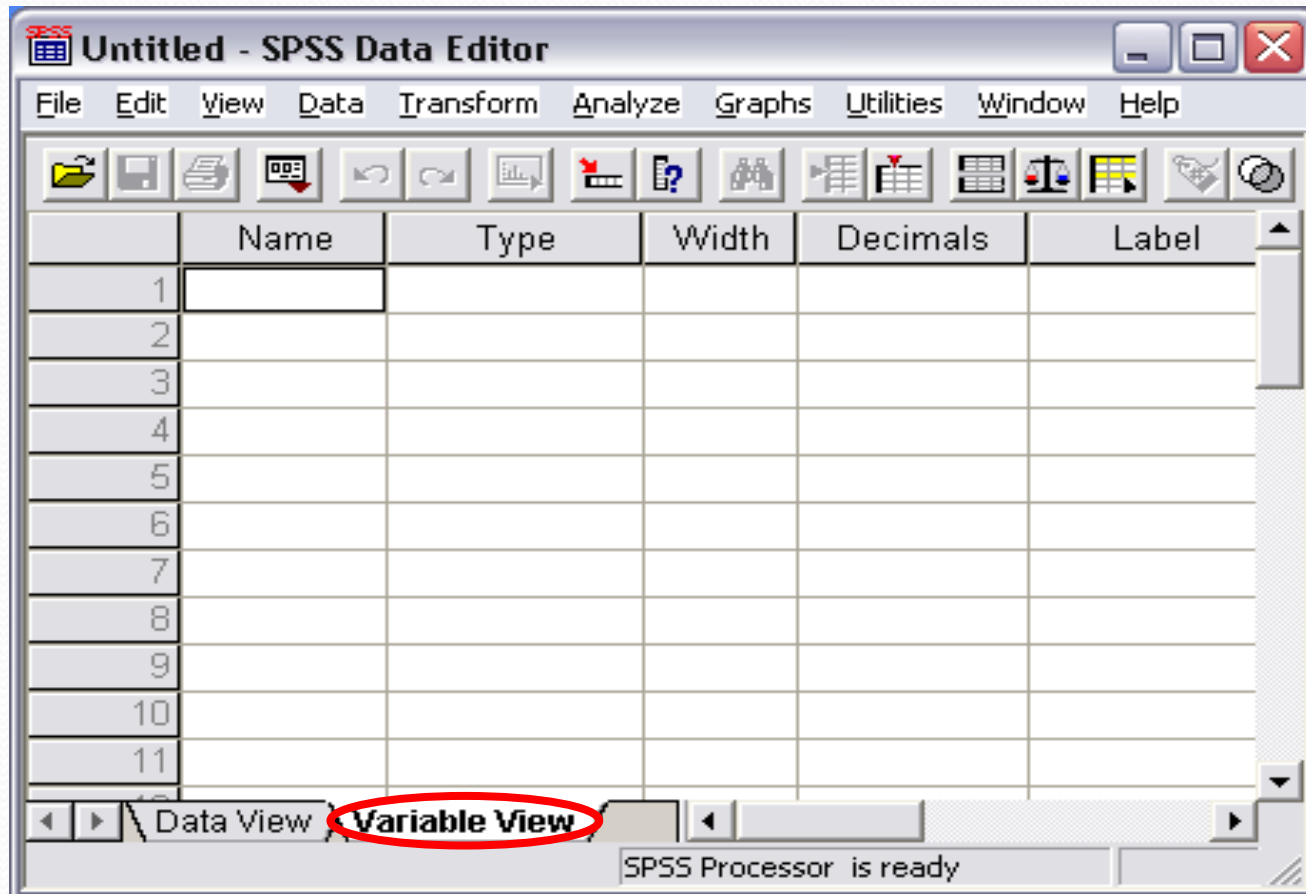 SPSS
Untitled - SPSS Data Editor
File Edit View Data Transform Analyze Graphs Utilities Window Help
Name Type Width Decimals Label
1
2
3
4
5
6
7
8
9
10
11
Data View Variable View
SPSS Processor is ready